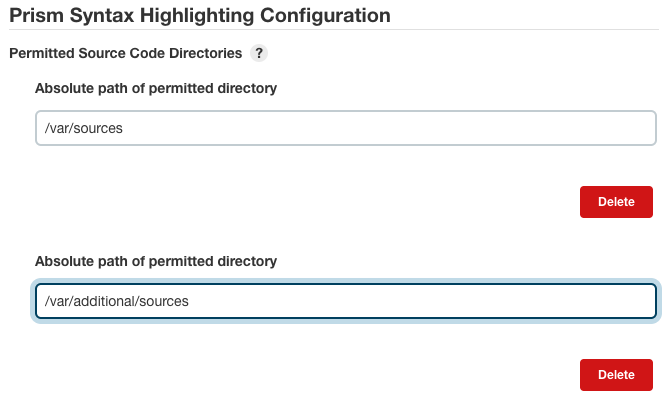 Prism Syntax Highlighting Configuration
Permitted Source Code Directories ?
Absolute path of permitted directory
/var/sources
Delete
Absolute path of permitted directory
/var/additional/sources
Delete